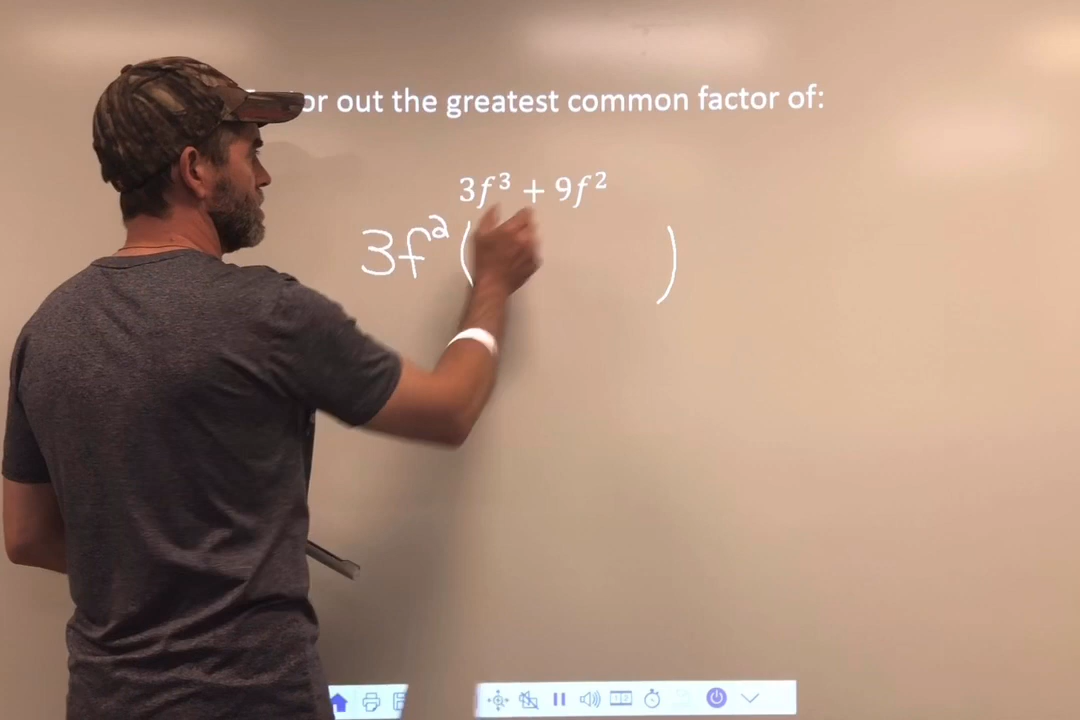 or out the greatest common factor of:
3f³ + 9f²
3f² ( )